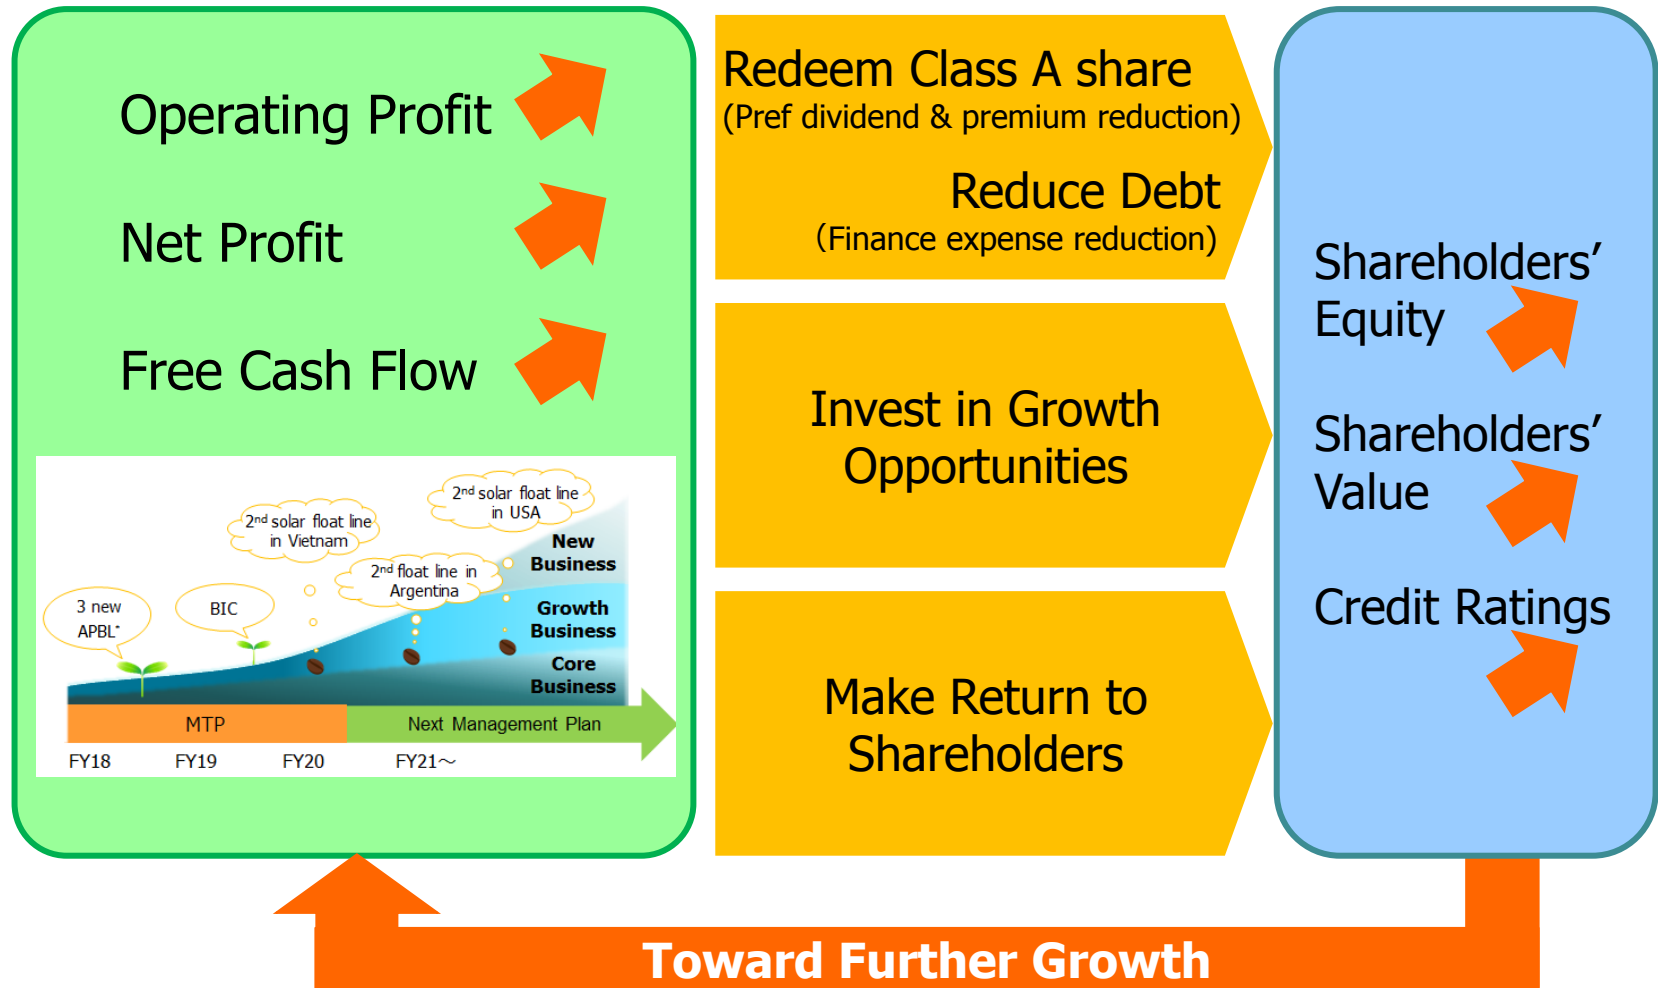 Operating Profit
Net Profit
Free Cash Flow
3 new
APBL*
BIC
2nd solar float line
in Vietnam
2nd float line in
Argentina
2nd solar float line
in USA
New
Business
Growth
Business
Core
Business
MTP
Next Management Plan
FY18
FY19
FY20
FY21～
Redeem Class A share
(Pref dividend & premium reduction)
Reduce Debt
(Finance expense reduction)
Invest in Growth
Opportunities
Make Return to
Shareholders
Shareholders’
Equity
Shareholders’
Value
Credit Ratings
Toward Further Growth